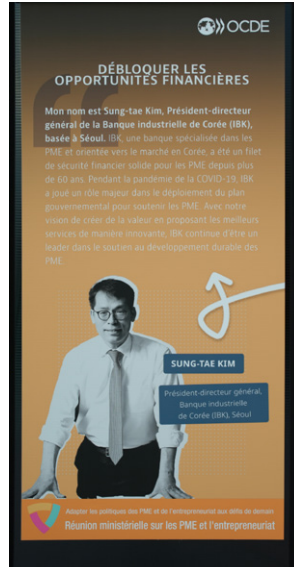 OCDE
DÉBLOQUER LES
OPPORTUNITÉS FINANCIÈRES
Mon nom est Sung-tae Kim, Président-directeur
général de la Banque industrielle de Corée (IBK),
basée à Séoul. IBK, une banque spécialisée dans les
PME et orientée vers le marché en Corée, a été un filet
de sécurité financier solide pour les PME depuis plus
de 60 ans. Pendant la pandémie de la COVID-19, IBK
a joué un rôle majeur dans le déploiement du plan
gouvernemental pour soutenir les PME. Avec notre
vision de créer de la valeur en proposant les meilleurs
services de manière innovante, IBK continue d'être un
leader dans le soutien au développement durable des
PME.
SUNG-TAE KIM
Président-directeur général,
Banque industrielle
de Corée (IBK), Séoul
Adapter les politiques des PME et de l'entrepreneuriat aux défis de demain
Réunion ministérielle sur les PME et l'entrepreneuriat